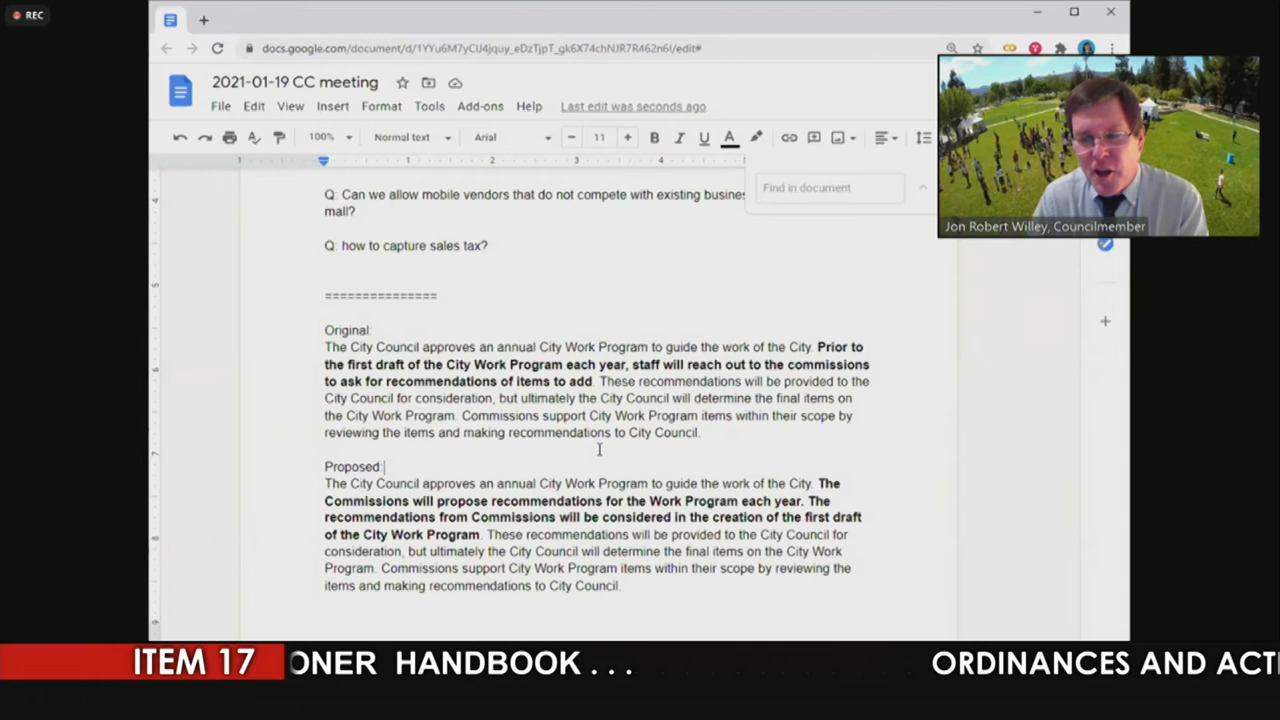 REC
docs.google.com/document/d/1YYu6M7yCIJ4jquy_eDzTjpT_gk6X74chNJR7R462n6I/edit#
2021-01-19 CC meeting
File Edit View Insert Format Tools Add-ons Help Last edit was seconds ago
100% Normal text Arial 11 B I U A
1 1 2 3 4
Find in document
Q: Can we allow mobile vendors that do not compete with existing busines
mall?
Q: how to capture sales tax?
===============
Original:
The City Council approves an annual City Work Program to guide the work of the City. Prior to
the first draft of the City Work Program each year, staff will reach out to the commissions
to ask for recommendations of items to add. These recommendations will be provided to the
City Council for consideration, but ultimately the City Council will determine the final items on
the City Work Program. Commissions support City Work Program items within their scope by
reviewing the items and making recommendations to City Council.
Proposed:
The City Council approves an annual City Work Program to guide the work of the City. The
Commissions will propose recommendations for the Work Program each year. The
recommendations from Commissions will be considered in the creation of the first draft
of the City Work Program. These recommendations will be provided to the City Council for
consideration, but ultimately the City Council will determine the final items on the City Work
Program. Commissions support City Work Program items within their scope by reviewing the
items and making recommendations to City Council.
Jon Robert Willey, Councilmember
ITEM 17 ONER HANDBOOK . . . ORDINANCES AND ACTI